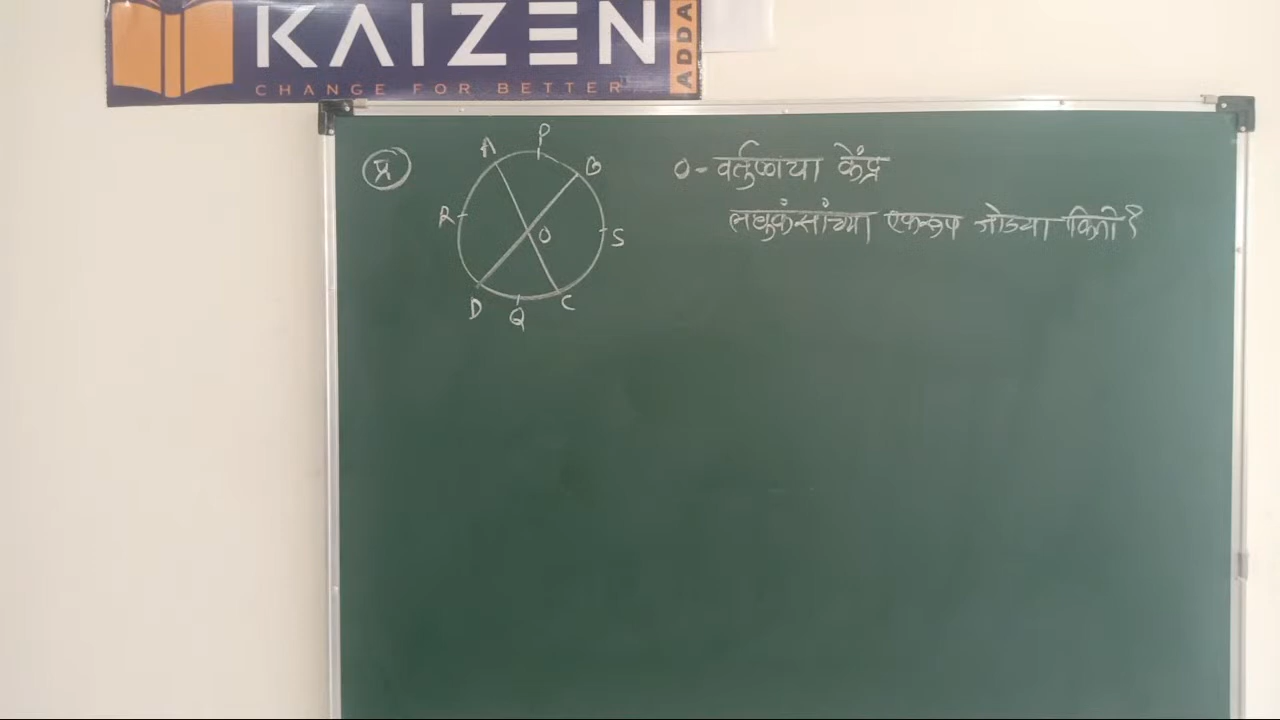 KAIZEN
ADDA
CHANGE FOR BETTER
प्र
A P B R S O D Q C
O - वर्तुळाचा केंद्र
लघुकंसांच्या एकरूप जोड्या किती?